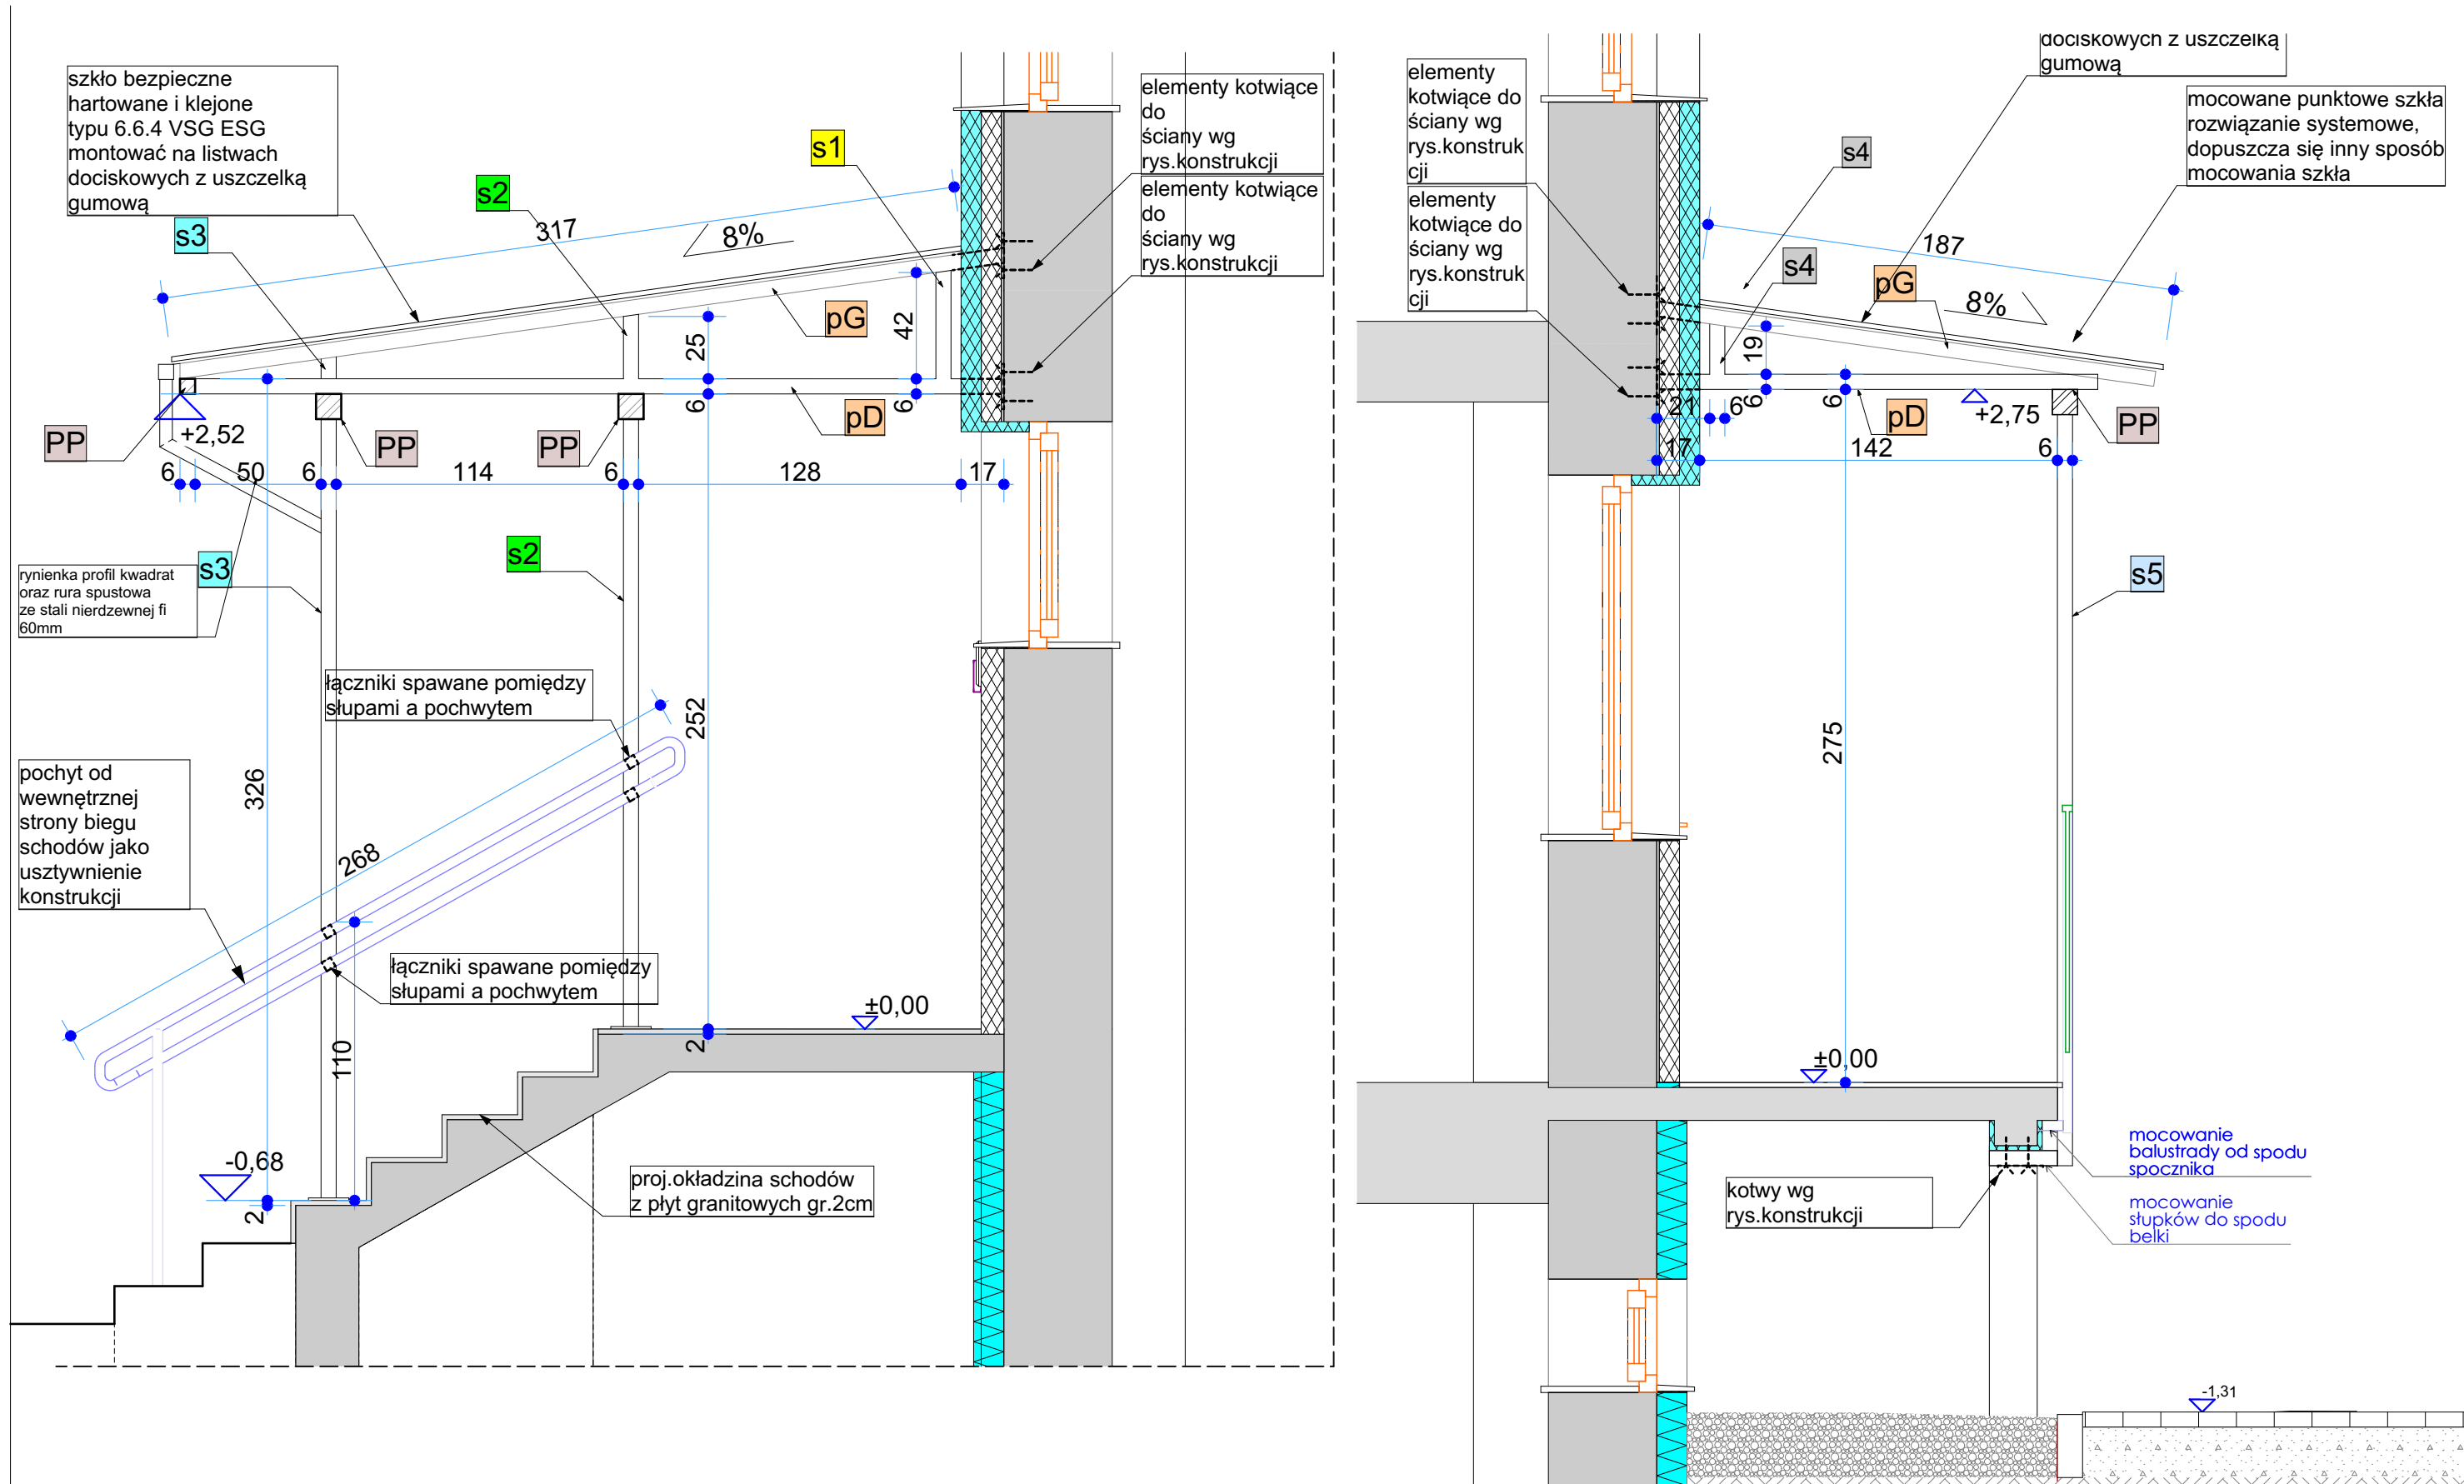 szkło bezpieczne
hartowane i klejone
typu 6.6.4 VSG ESG
montować na listwach
dociskowych z uszczelką
gumową
s3
s2
s1
317
8%
elementy kotwiące
do
ściany wg
rys.konstrukcji
elementy kotwiące
do
ściany wg
rys.konstrukcji
pG
25
42
6
6
pD
PP
+2,52
PP
PP
6
50
6
114
6
128
17
s3
s2
rynienka profil kwadrat
oraz rura spustowa
ze stali nierdzewnej fi
60mm
łączniki spawane pomiędzy
słupami a pochwytem
252
326
pochyt od
wewnętrznej
strony biegu
schodów jako
usztywnienie
konstrukcji
268
110
łączniki spawane pomiędzy
słupami a pochwytem
±0,00
2
-0,68
2
proj.okładzina schodów
z płyt granitowych gr.2cm
elementy
kotwiące do
ściany wg
rys.konstruk
cji
elementy
kotwiące do
ściany wg
rys.konstruk
cji
dociskowych z uszczelką
gumową
mocowane punktowe szkła
rozwiązanie systemowe,
dopuszcza się inny sposób
mocowania szkła
s4
s4
187
pG
8%
19
6
6
21
6
pD
+2,75
PP
17
142
6
s5
275
±0,00
mocowanie
balustrady od spodu
spocznika
mocowanie
słupków do spodu
belki
kotwy wg
rys.konstrukcji
-1,31